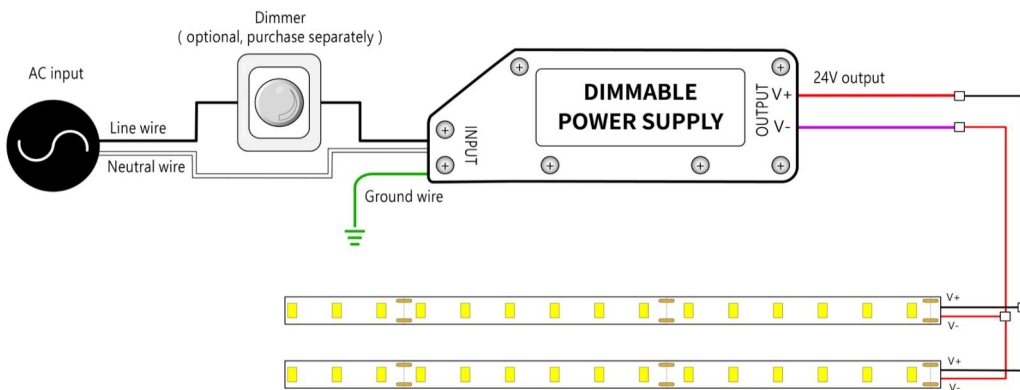 Dimmer
( optional, purchase separately )
AC input
Line wire
Neutral wire
Ground wire
INPUT
DIMMABLE
POWER SUPPLY
OUTPUT
V+
V-
24V output
V+
V-
V+
V-